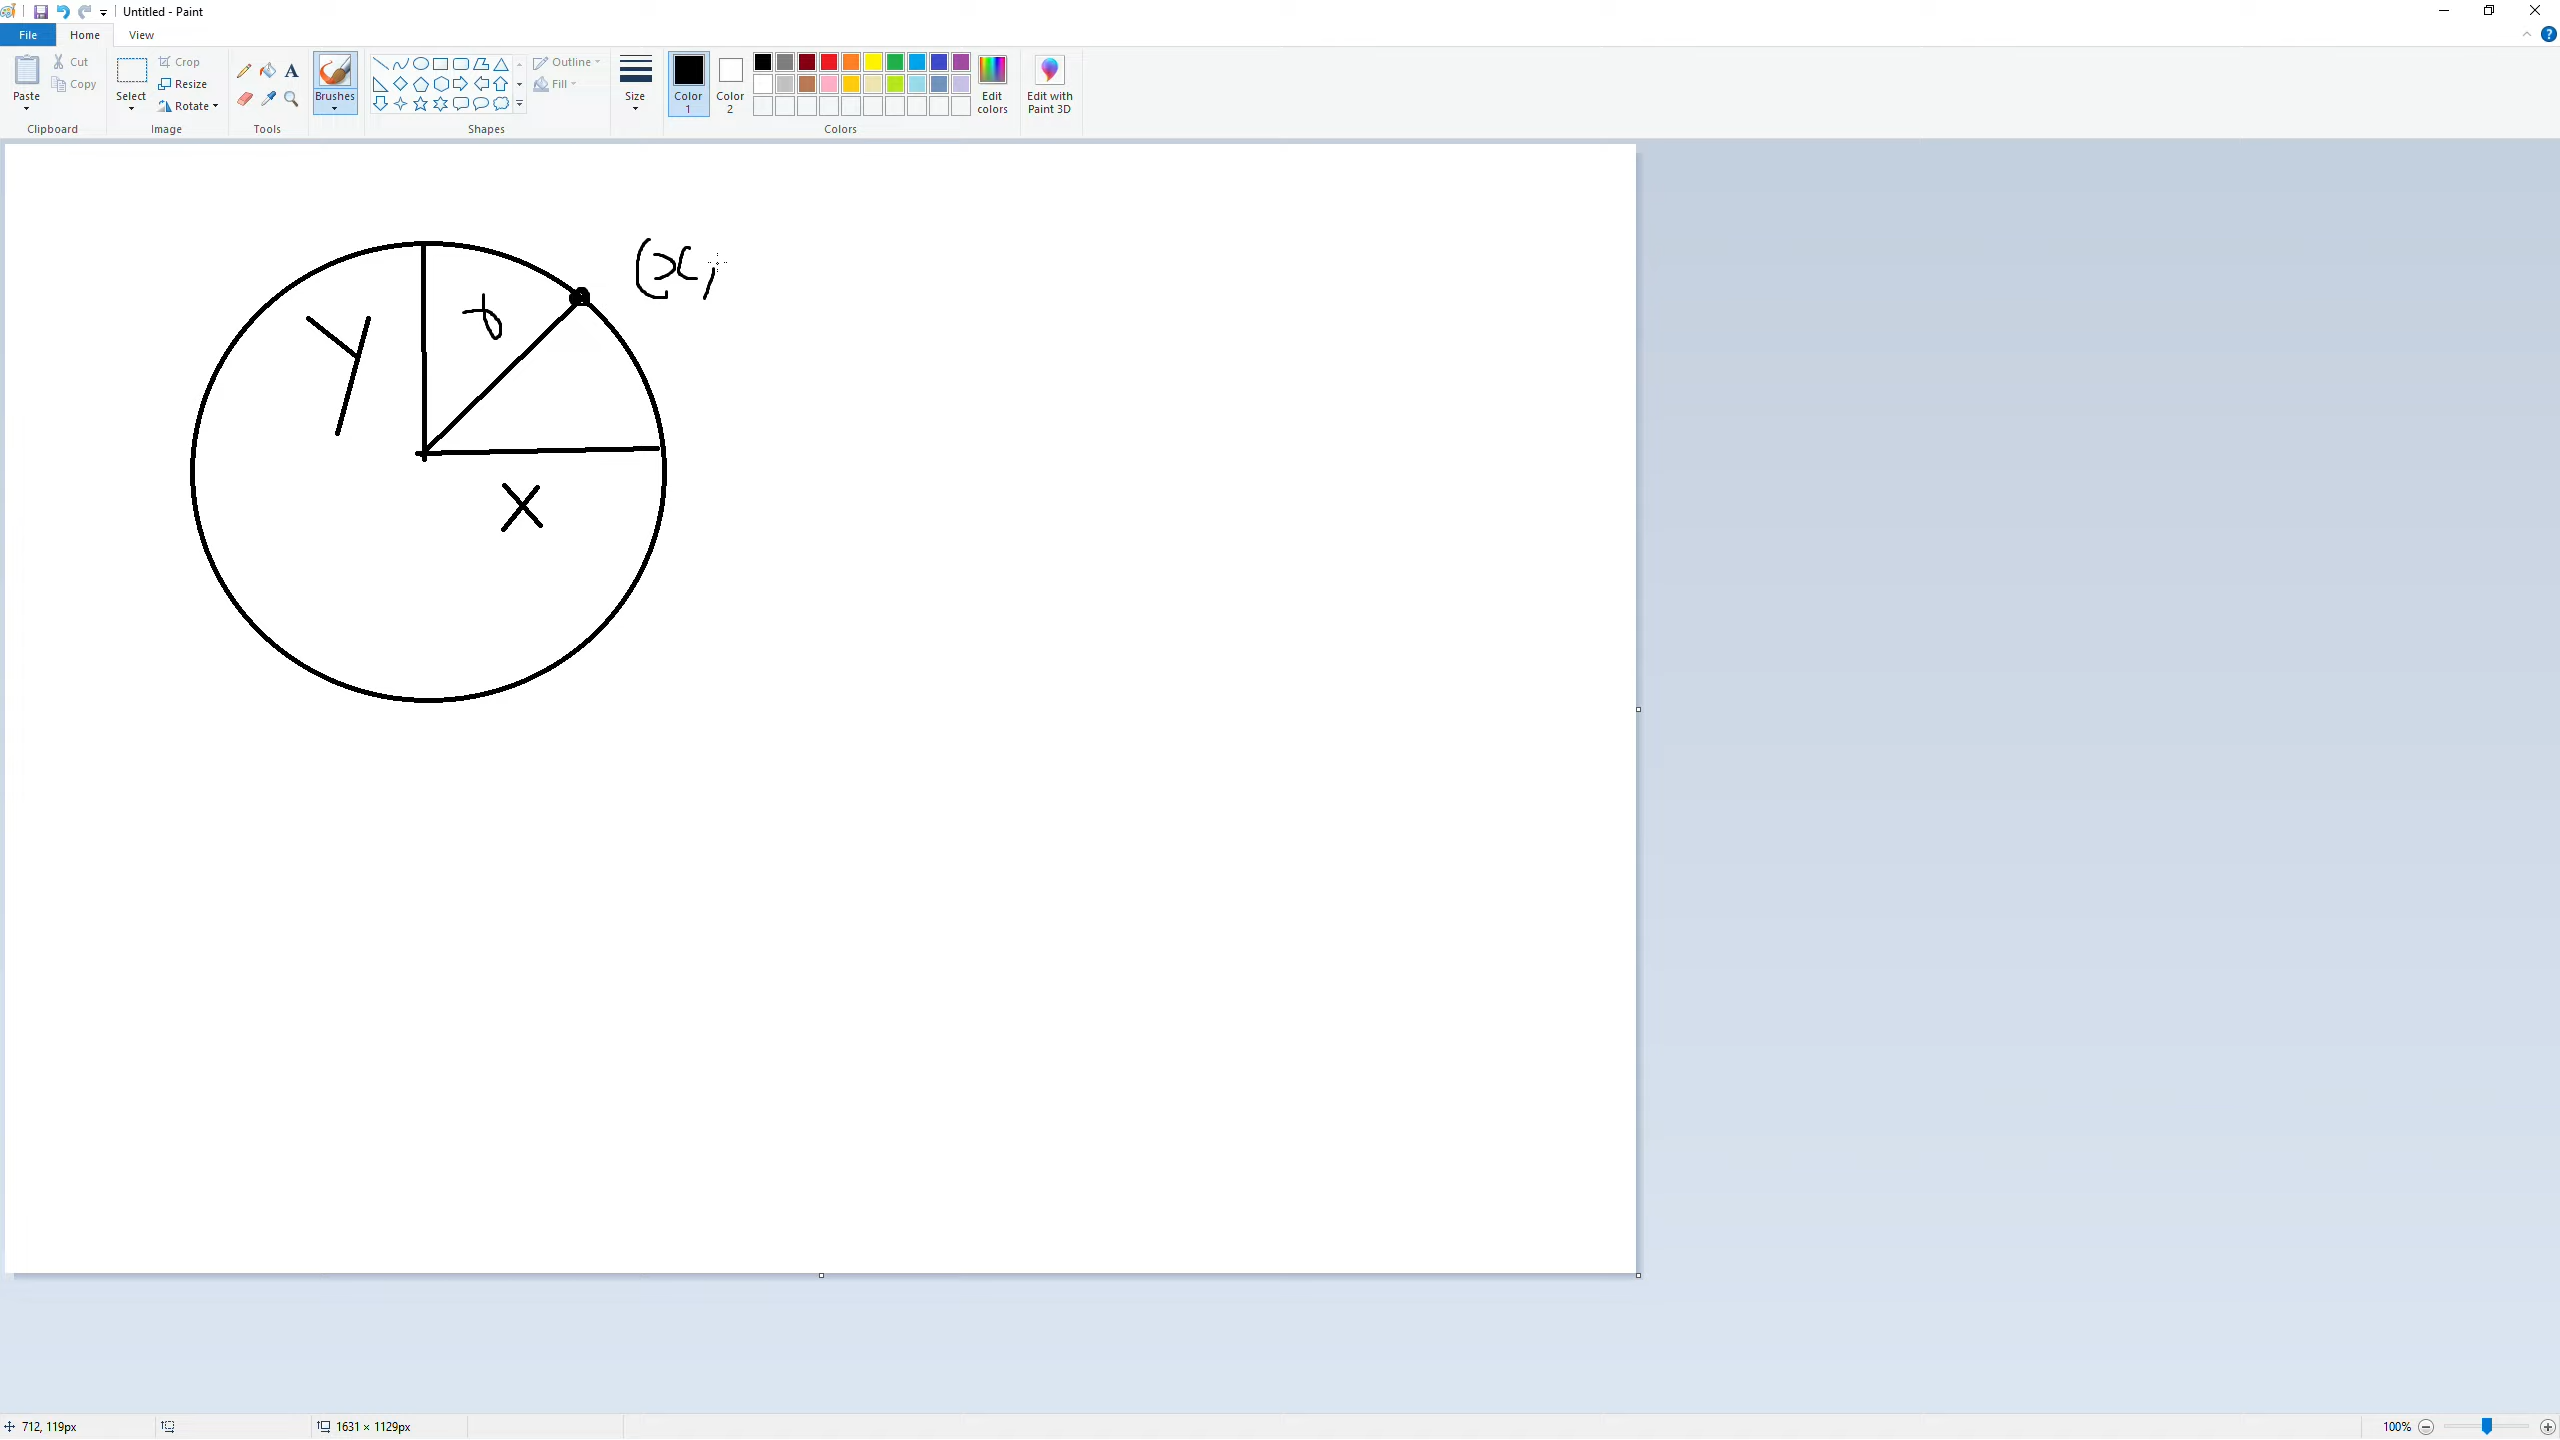 Untitled - Paint
File Home View
Paste Cut Copy Clipboard
Select Crop Resize Rotate Image
Tools
Brushes
Shapes Outline Fill
Size
Color 1 Color 2 Edit colors Colors
Edit with Paint 3D
(x,
Y
X
712, 119px 1631 × 1129px 100%